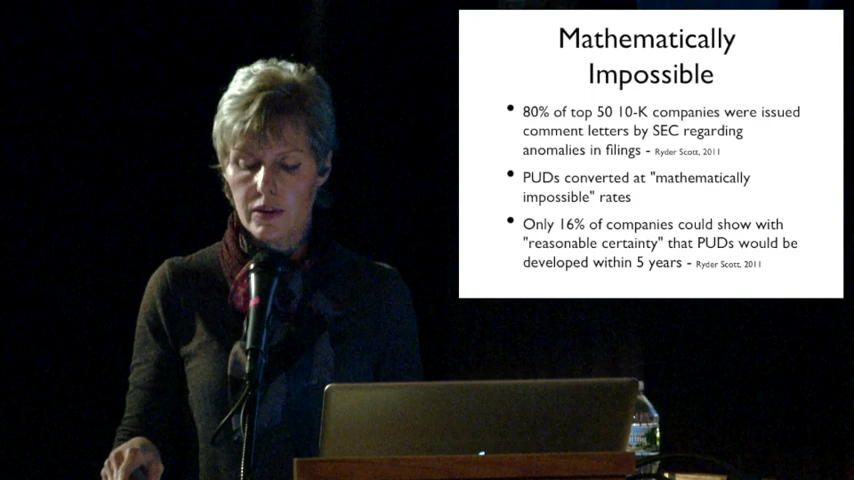 Mathematically
Impossible
• 80% of top 50 10-K companies were issued
comment letters by SEC regarding
anomalies in filings - Ryder Scott, 2011
• PUDs converted at "mathematically
impossible" rates
• Only 16% of companies could show with
"reasonable certainty" that PUDs would be
developed within 5 years - Ryder Scott, 2011